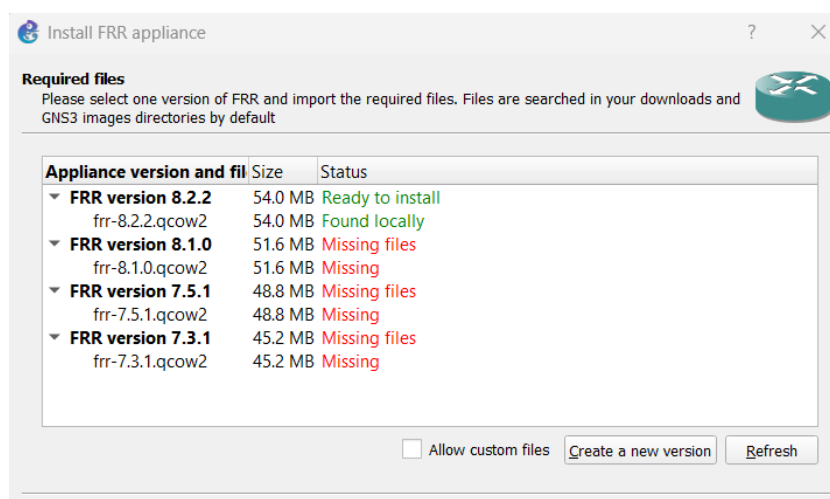 Install FRR appliance ?
Required files
Please select one version of FRR and import the required files. Files are searched in your downloads and
GNS3 images directories by default
Appliance version and fil Size Status
FRR version 8.2.2 54.0 MB Ready to install
frr-8.2.2.qcow2 54.0 MB Found locally
FRR version 8.1.0 51.6 MB Missing files
frr-8.1.0.qcow2 51.6 MB Missing
FRR version 7.5.1 48.8 MB Missing files
frr-7.5.1.qcow2 48.8 MB Missing
FRR version 7.3.1 45.2 MB Missing files
frr-7.3.1.qcow2 45.2 MB Missing
Allow custom files Create a new version Refresh